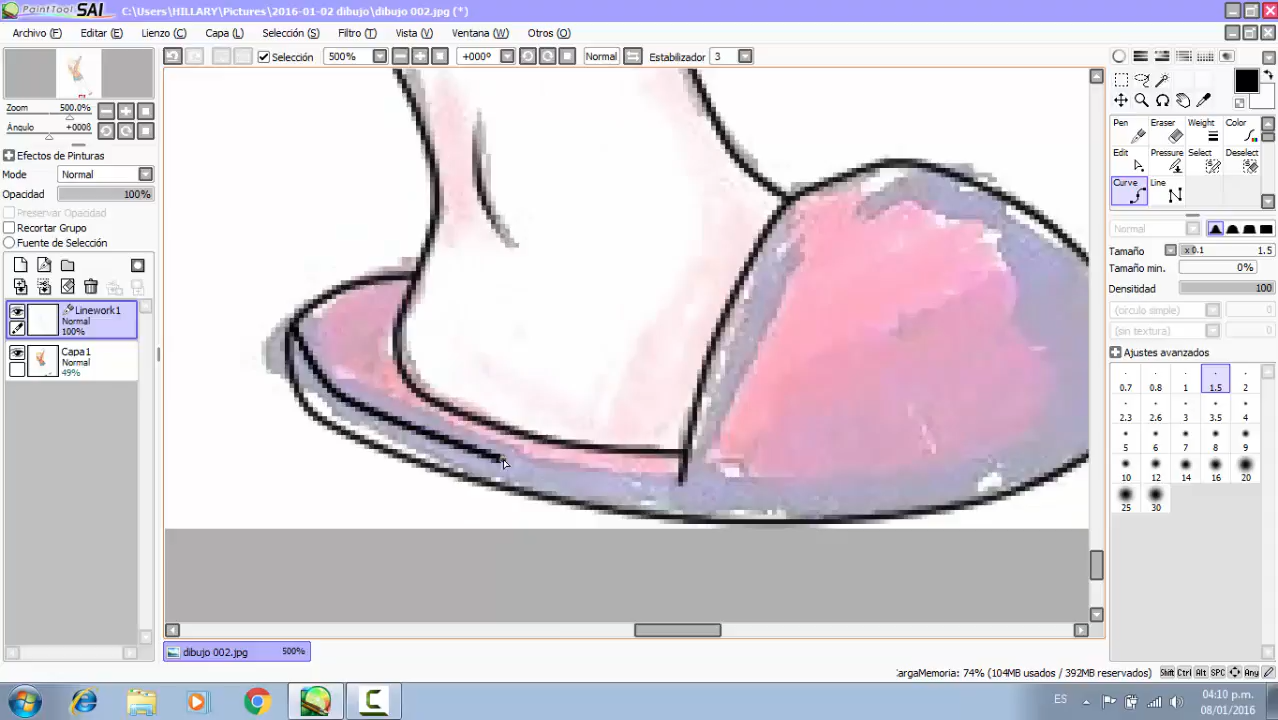 PaintTool SAI C:\Users\HILLARY\Pictures\2016-01-02 dibujo\dibujo 002.jpg (*)
Archivo (F) Editar (E) Lienzo (C) Capa (L) Selección (S) Filtro (T) Vista (V) Ventana (W) Otros (O)
Selección 500% +000º Normal Estabilizador 3
Zoom 500.0%
Ángulo +000º
Efectos de Pinturas
Mode Normal
Opacidad 100%
Preservar Opacidad
Recortar Grupo
Fuente de Selección
Linework1
Normal
100%
Capa1
Normal
49%
Pen Eraser Weight Color
Edit Pressure Select Deselect
Curve Line
Normal
Tamaño x 0.1 1.5
Tamaño min. 0%
Densitidad 100
(circulo simple) 0
(sin textura) 0
Ajustes avanzados
0.7 0.8 1 1.5 2
2.3 2.6 3 3.5 4
5 6 7 8 9
10 12 14 16 20
25 30
dibujo 002.jpg 500%
argaMemoria: 74% (104MB usados / 392MB reservados) Shift Ctrl Alt SPC Any
ES 04:10 p.m.
08/01/2016